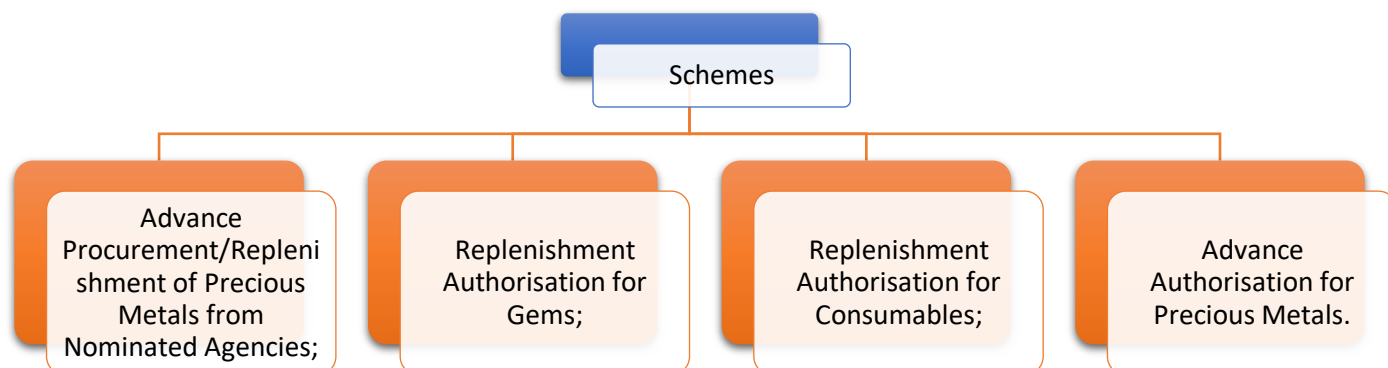 Schemes
Advance
Procurement/Repleni
shment of Precious
Metals from
Nominated Agencies;
Replenishment
Authorisation for
Gems;
Replenishment
Authorisation for
Consumables;
Advance
Authorisation for
Precious Metals.